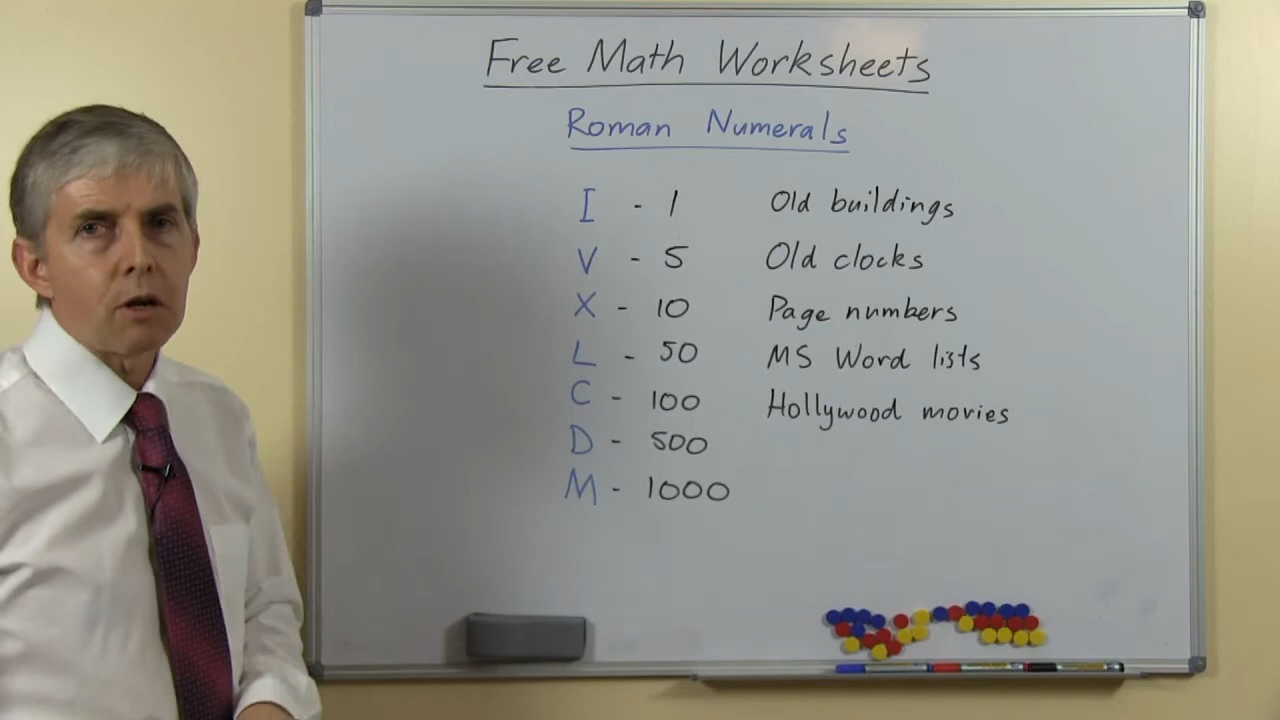 Free Math Worksheets
Roman Numerals
I - 1 Old buildings
V - 5 Old clocks
X - 10 Page numbers
L - 50 MS Word lists
C - 100 Hollywood movies
D - 500
M - 1000